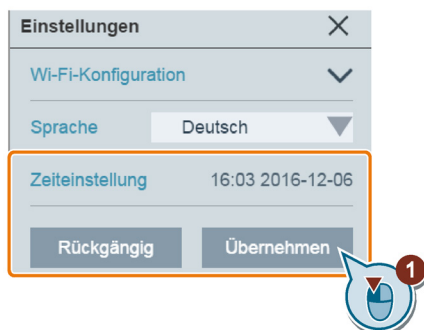 Einstellungen
Wi-Fi-Konfiguration
Sprache Deutsch
Zeiteinstellung 16:03 2016-12-06
Rückgängig Übernehmen
1